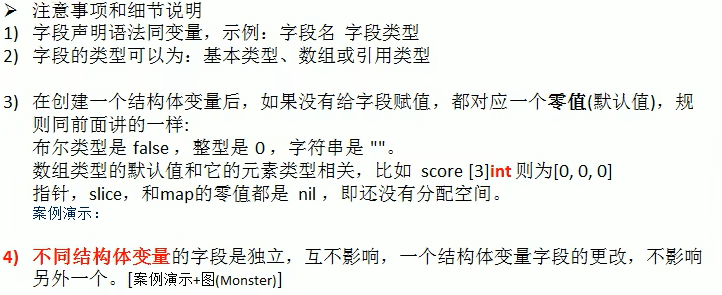 ➤ 注意事项和细节说明
1) 字段声明语法同变量，示例：字段名 字段类型
2) 字段的类型可以为：基本类型、数组或引用类型
3) 在创建一个结构体变量后，如果没有给字段赋值，都对应一个零值(默认值)，规
则同前面讲的一样:
布尔类型是 false ，整型是 0 ，字符串是 ""。
数组类型的默认值和它的元素类型相关，比如 score [3]int 则为[0, 0, 0]
指针，slice，和map的零值都是 nil ，即还没有分配空间。
案例演示：
4) 不同结构体变量的字段是独立，互不影响，一个结构体变量字段的更改，不影响
另外一个。[案例演示+图(Monster)]